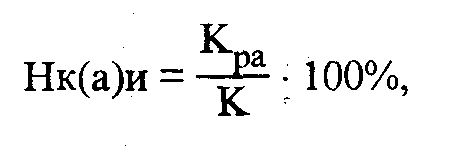 Нк(а)и = Кра/К · 100%,